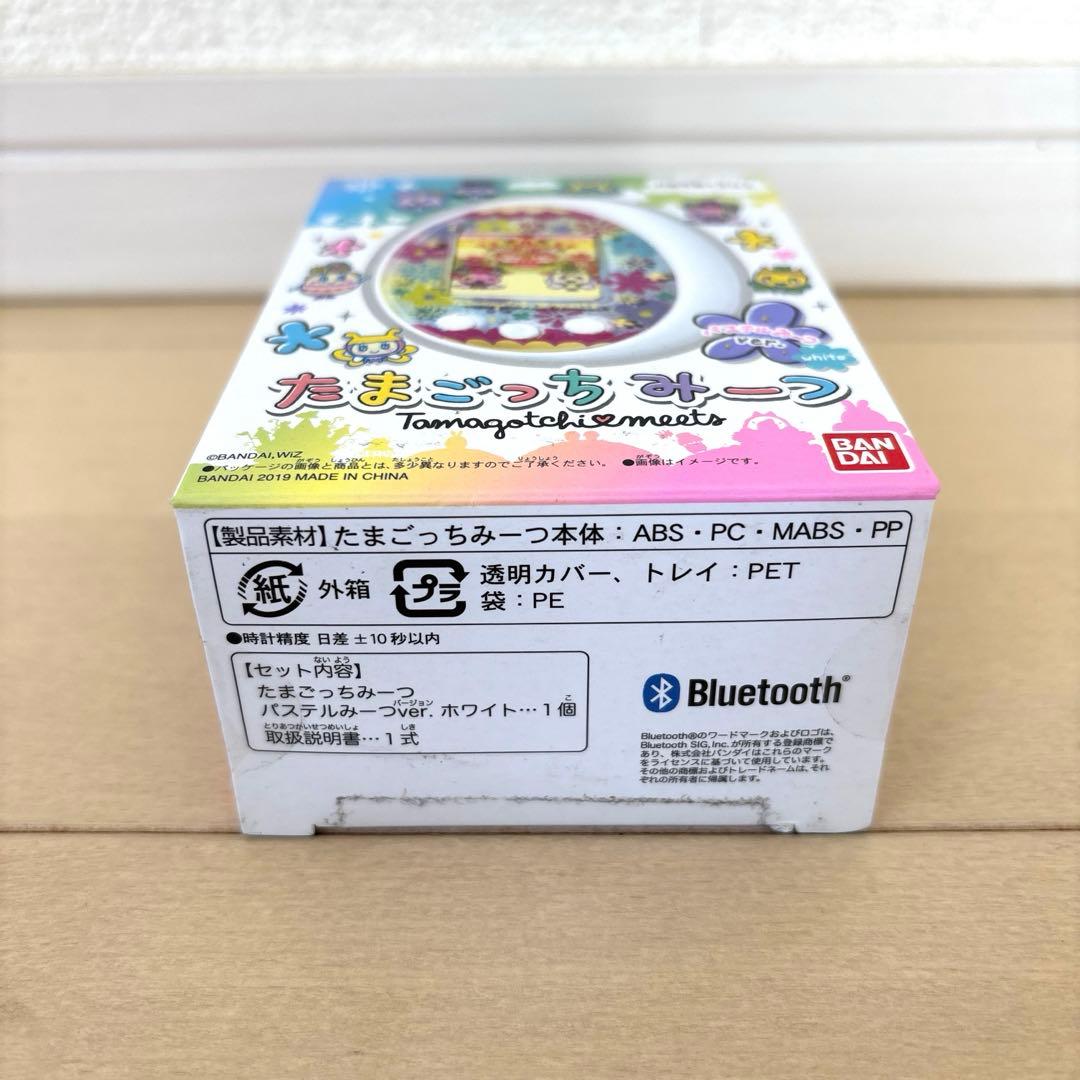 パステルみーつ
ver.
white
たまごっちみーつ
Tamagotchi meets
©BANDAI,WiZ
●パッケージの画像と商品とは、多少異なりますのでご了承ください。 ●画像はイメージです。
BANDAI 2019 MADE IN CHINA
BAN
DAI
【製品素材】たまごっちみーつ本体：ABS・PC・MABS・PP
紙 外箱 プラ 透明カバー、トレイ：PET
袋：PE
●時計精度 日差±10秒以内
【セット内容】
たまごっちみーつ
パステルみーつver. ホワイト…1個
取扱説明書…1式
Bluetooth®
Bluetooth®のワードマークおよびロゴは、
Bluetooth SIG, Inc. が所有する登録商標で
あり、株式会社バンダイはこれらのマーク
をライセンスに基づいて使用しています。
その他の商標およびトレードネームは、それ
ぞれの所有者に帰属します。